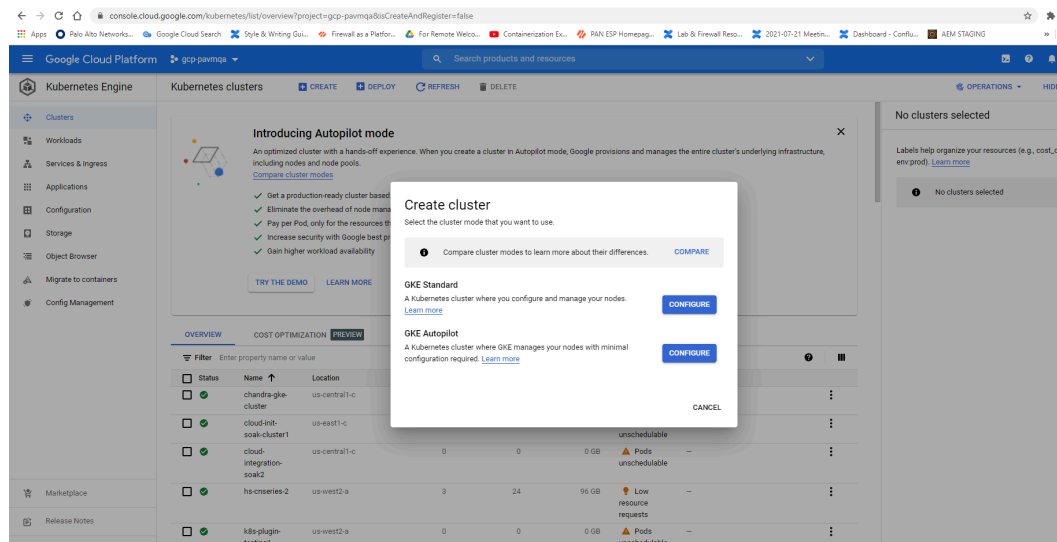 console.cloud.google.com/kubernetes/list/overview?project=gcp-pavmqa&isCreateAndRegister=false
Apps Palo Alto Networks... Google Cloud Search Style & Writing Gui... Firewall as a Platfor... Remote Welco... Containerization Ex... PAN ESP Homepag... Lab & Firewall Reso... 2021-07-21 Meetin... Dashboard - Conflu... AEM STAGING »
Google Cloud Platform gcp-pavmqa Search products and resources
Kubernetes Engine Kubernetes clusters CREATE DEPLOY REFRESH DELETE OPERATIONS
Clusters
Workloads
Services & Ingress
Applications
Configuration
Storage
Object Browser
Migrate to containers
Config Management
Marketplace
Release Notes
Introducing Autopilot mode
An optimized cluster with a hands-off experience. When you create a cluster in Autopilot mode, Google provisions and manages the entire cluster's underlying infrastructure,
including nodes and node pools.
Compare cluster modes
Get a production-ready cluster based
Eliminate the overhead of node
Pay per Pod, only for the resources
Increase security with Google best
Gain higher workload availability
TRY THE DEMO LEARN MORE
OVERVIEW COST OPTIMIZATION PREVIEW
Filter Enter property name or value
Status Name Location
chandra-gke-
cluster
us-central1-c
cloud-init-
soak-cluster1
us-east1-c
unschedulable
cloud-
integration-
soak2
us-central1-c 0 0 0 GB Pods
unschedulable
–
hs-cnseries-2 us-west2-a 3 24 96 GB Low
resource
requests
–
k8s-plugin-
us-west2-a 0 0 0 GB Pods
–
Create cluster
Select the cluster mode that you want to use.
Compare cluster modes to learn more about their differences. COMPARE
GKE Standard
A Kubernetes cluster where you configure and manage your nodes.
Learn more
CONFIGURE
GKE Autopilot
A Kubernetes cluster where GKE manages your nodes with minimal
configuration required. Learn more
CONFIGURE
CANCEL
No clusters selected
Labels help organize your resources (e.g.,
env:prod). Learn more
No clusters selected